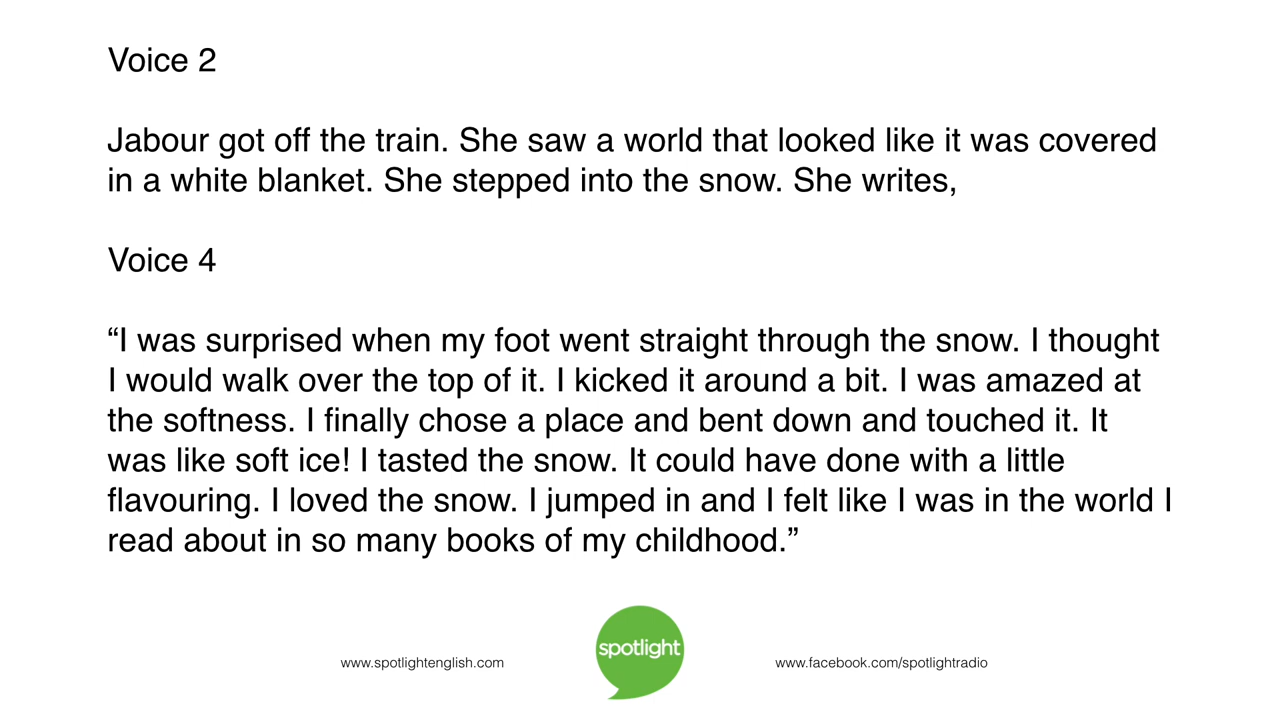 Voice 2
Jabour got off the train. She saw a world that looked like it was covered
in a white blanket. She stepped into the snow. She writes,
Voice 4
“I was surprised when my foot went straight through the snow. I thought
I would walk over the top of it. I kicked it around a bit. I was amazed at
the softness. I finally chose a place and bent down and touched it. It
was like soft ice! I tasted the snow. It could have done with a little
flavouring. I loved the snow. I jumped in and I felt like I was in the world I
read about in so many books of my childhood.”
www.spotlightenglish.com
spotlight
www.facebook.com/spotlightradio